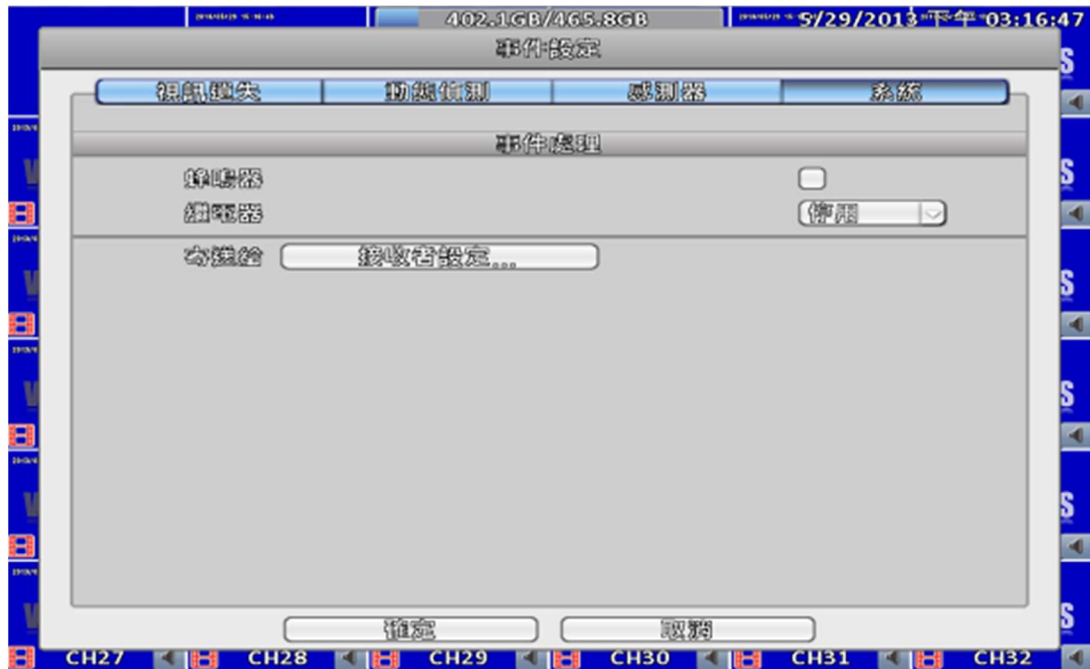 402.1GB/465.8GB
5/29/2013 下午 03:16:47
事件設定
視訊遺失 動態偵測 感測器 系統
事件處理
蜂鳴器
繼電器 停用
寄送給 接收者設定...
確定 取消
CH27 CH28 CH29 CH30 CH31 CH32